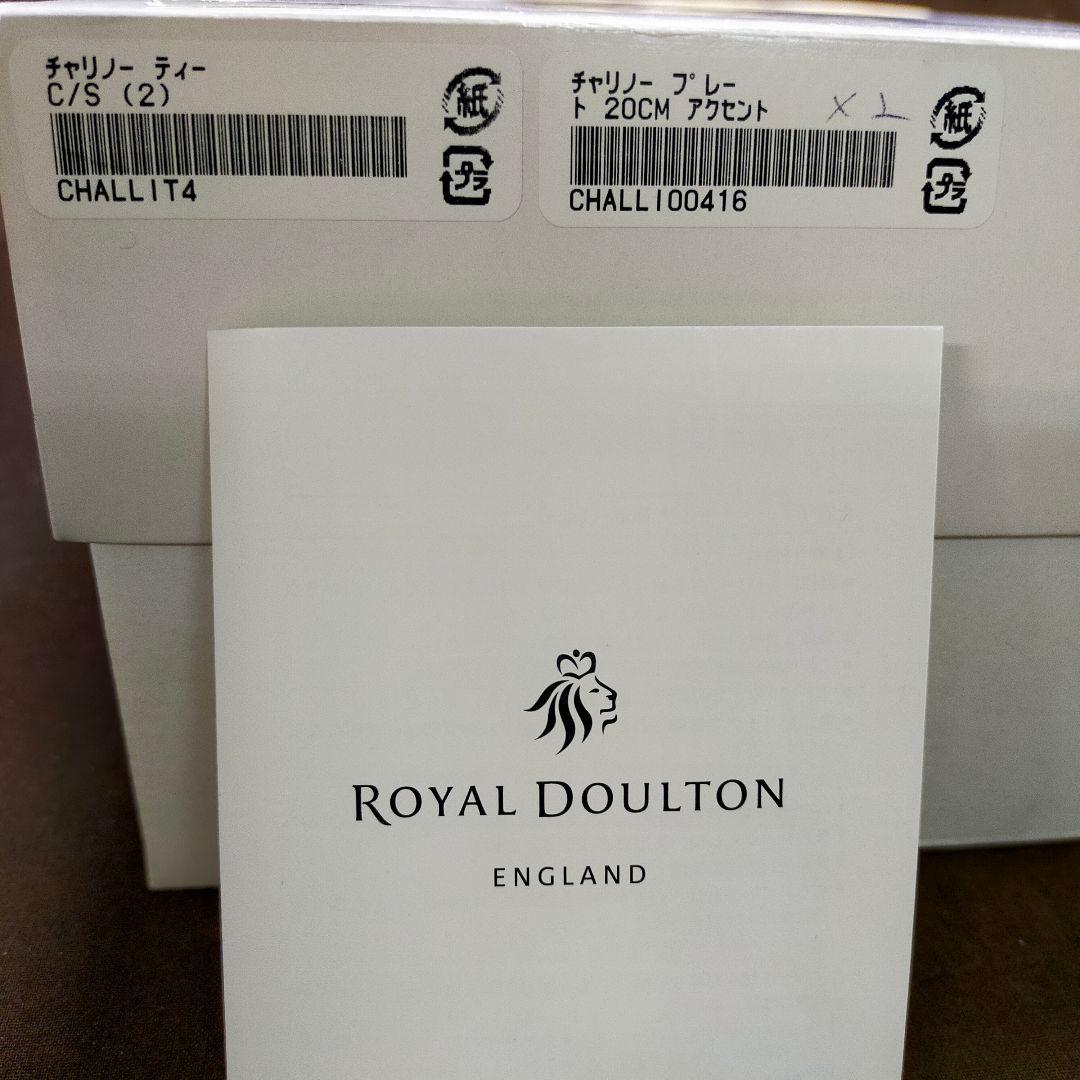 チャリノー ティー
C/S (2)
紙
プラ
CHALLIT4
チャリノー プレー
ト 20CM アクセント
紙
プラ
CHALLI00416
ROYAL DOULTON
ENGLAND